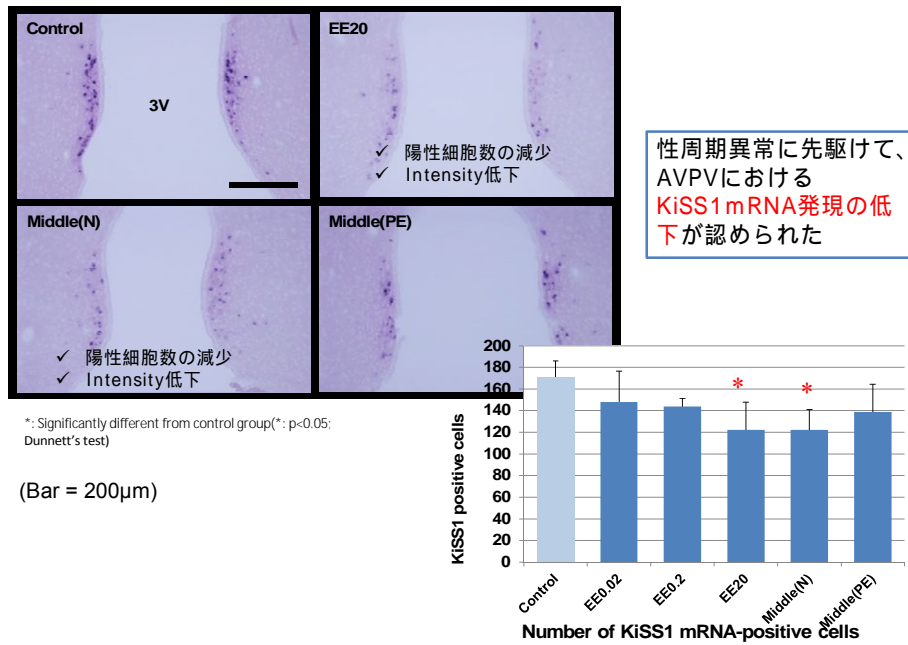 Control
EE20
3V
✓ 陽性細胞数の減少
✓ Intensity低下
Middle(N)
Middle(PE)
✓ 陽性細胞数の減少
✓ Intensity低下
性周期異常に先駆けて、
AVPVにおける
KiSS1mRNA発現の低
下が認められた
*: Significantly different from control group(*: p<0.05;
Dunnett's test)
(Bar = 200μm)
KiSS1 positive cells
200
180
160
140
120
100
80
60
40
20
0
* *
Control
EE0.02
EE0.2
EE20
Middle(N)
Middle(PE)
Number of KiSS1 mRNA-positive cells